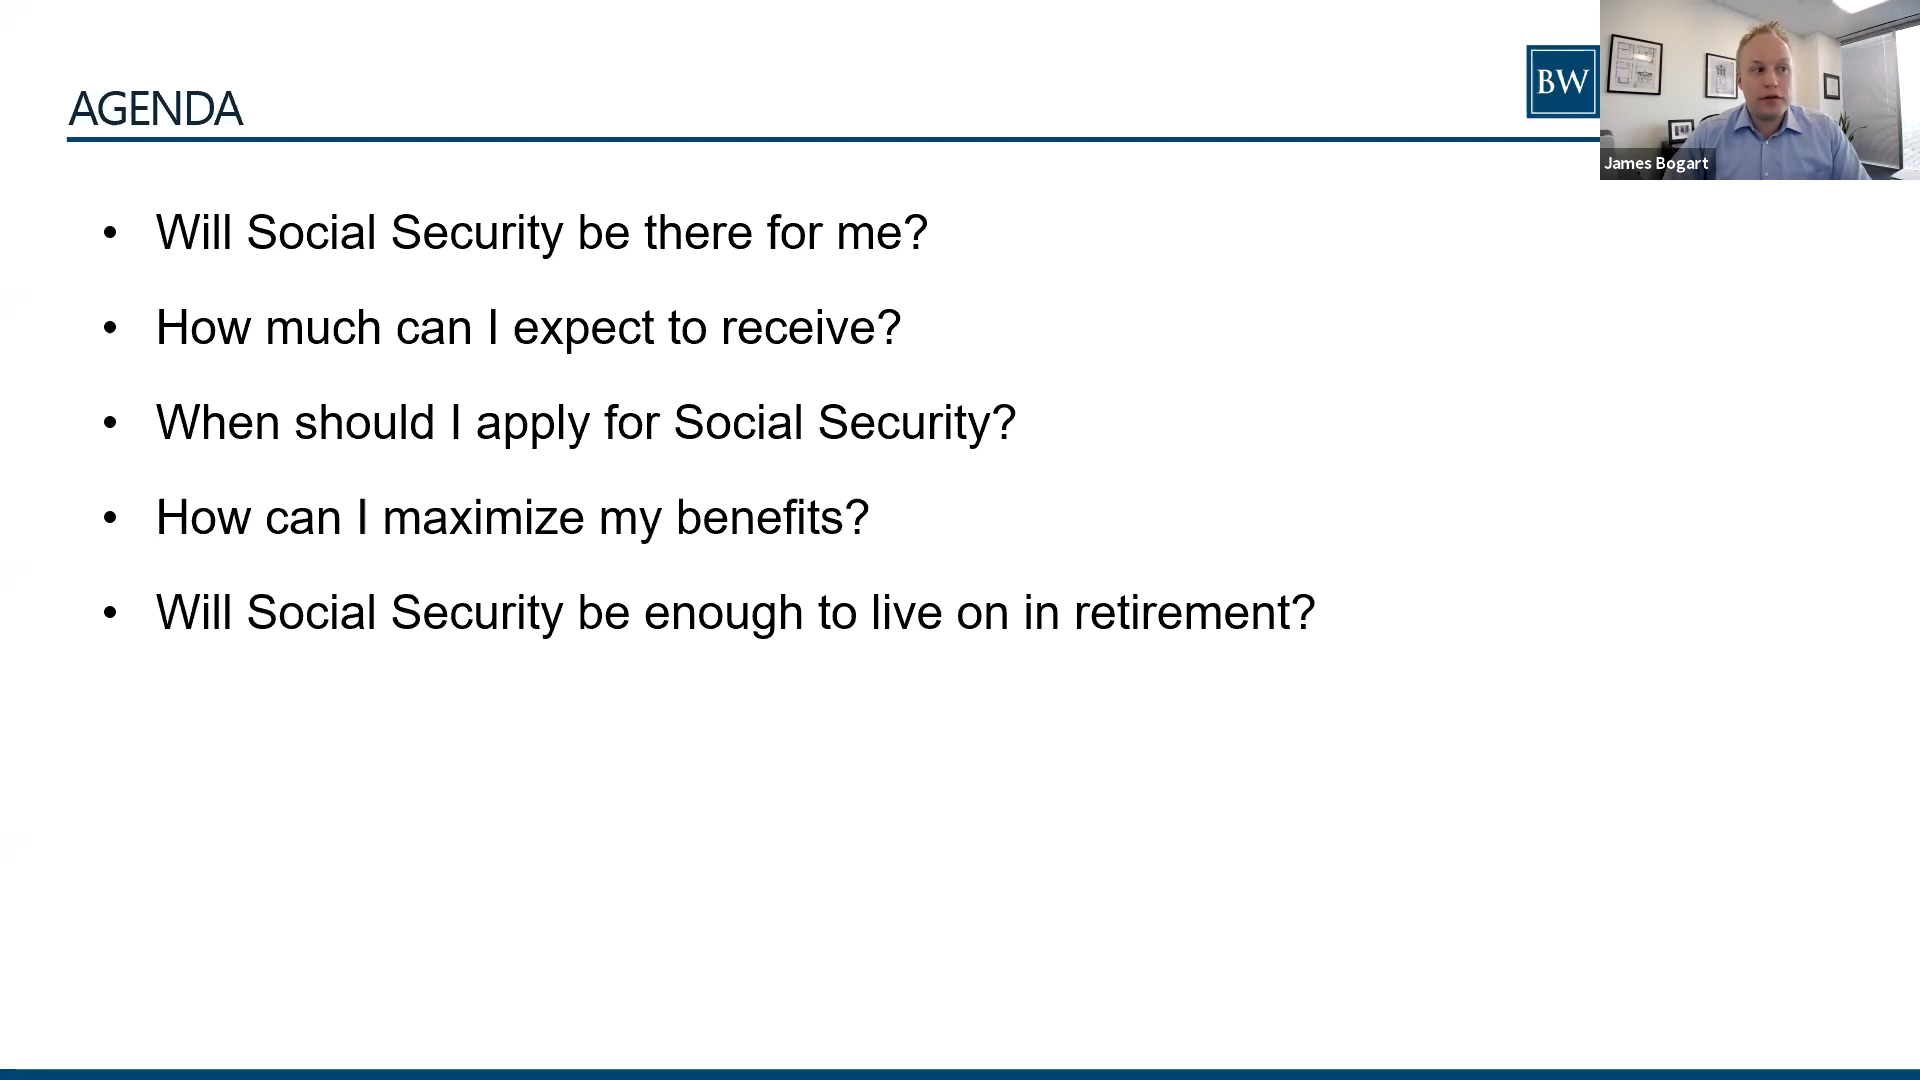 AGENDA
BW
James Bogart
• Will Social Security be there for me?
• How much can I expect to receive?
• When should I apply for Social Security?
• How can I maximize my benefits?
• Will Social Security be enough to live on in retirement?